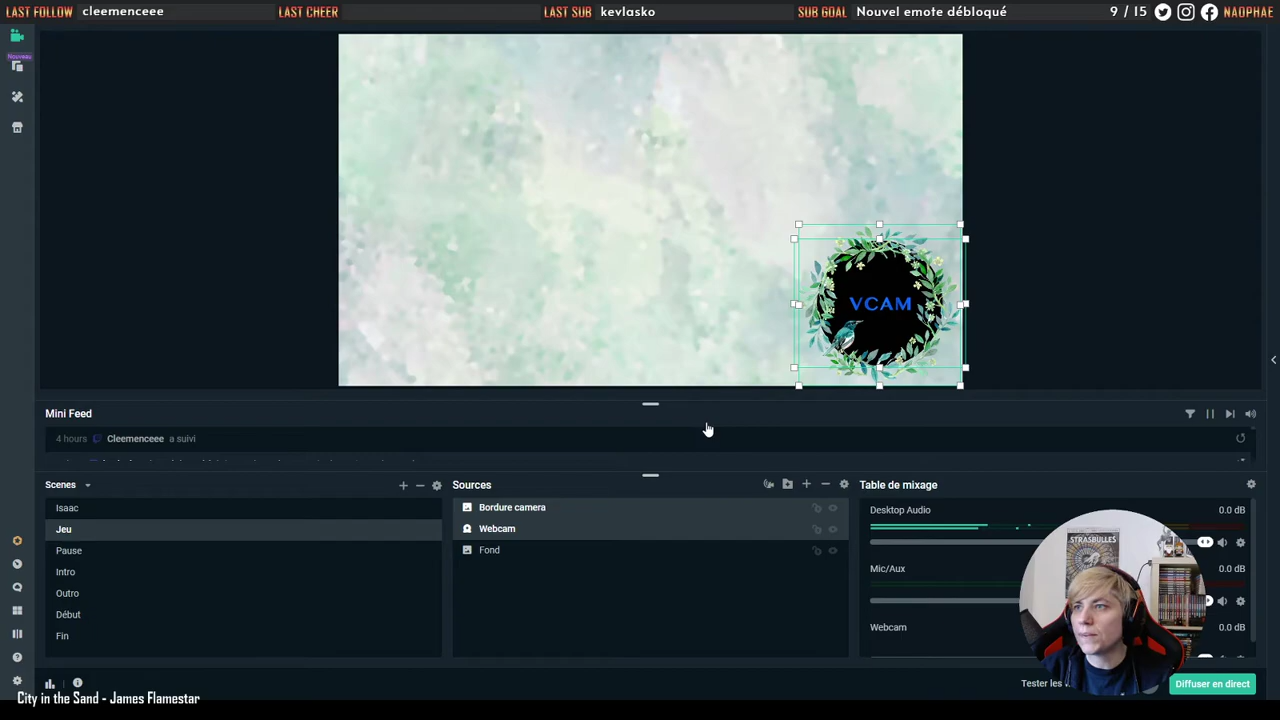 LAST FOLLOW cleemenceee LAST CHEER LAST SUB kevlasko SUB GOAL Nouvel emote débloqué 9 / 15 NAOPHAE
Nouveau
VCAM
Mini Feed
4 hours Cleemenceee a suivi
Scenes
Isaac
Jeu
Pause
Intro
Outro
Début
Fin
Sources
Bordure camera
Webcam
Fond
Table de mixage
Desktop Audio 0.0 dB
STRASBULLES
Mic/Aux 0.0 dB
Webcam 0.0 dB
Tester les
Diffuser en direct
City in the Sand - James Flamestar